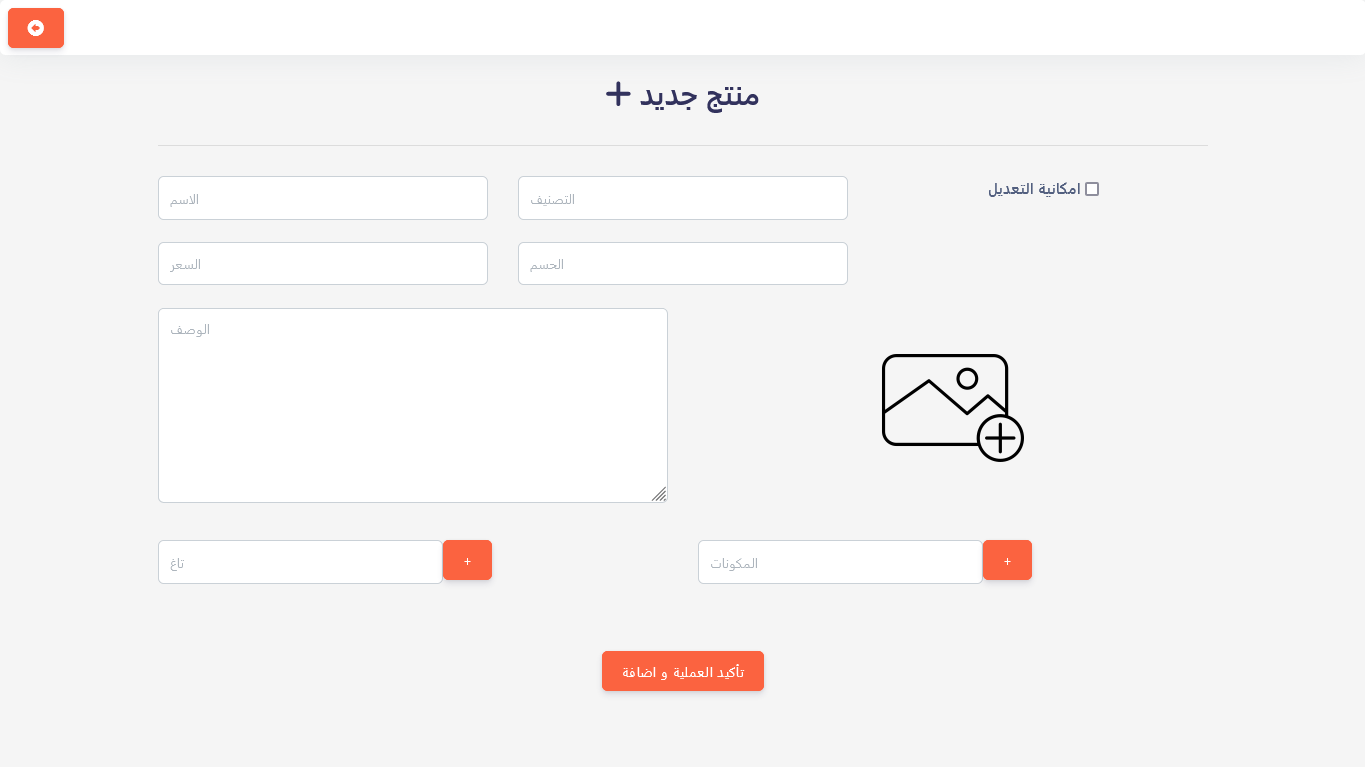 منتج جديد +
امكانية التعديل
التصنيف
الاسم
الحسم
السعر
الوصف
المكونات
+
تاغ
+
تأكيد العملية و اضافة